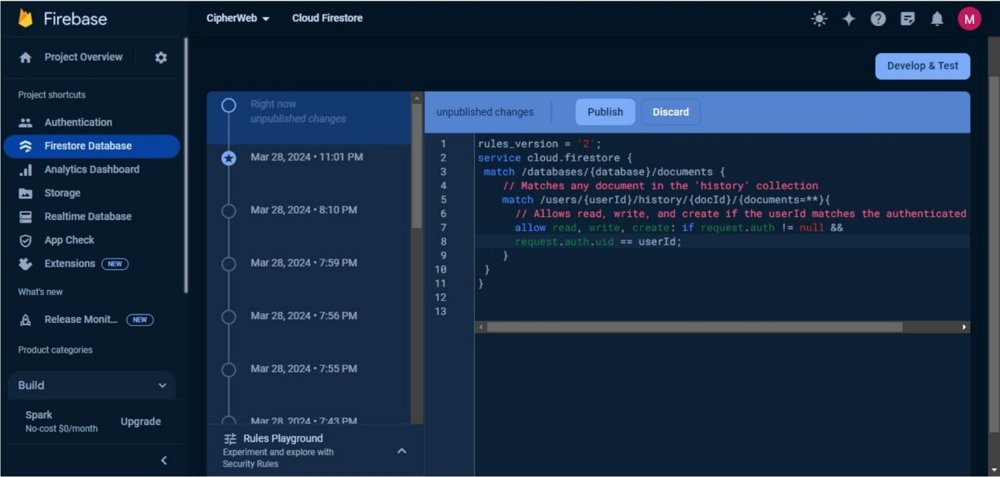 Firebase
CipherWeb
Cloud Firestore
M
Project Overview
Develop & Test
Project shortcuts
Authentication
Firestore Database
Analytics Dashboard
Storage
Realtime Database
App Check
Extensions NEW
What's new
Release Monit... NEW
Product categories
Build
Spark
No-cost $0/month
Upgrade
Right now
unpublished changes
Mar 28, 2024 • 11:01 PM
Mar 28, 2024 • 8:10 PM
Mar 28, 2024 • 7:59 PM
Mar 28, 2024 • 7:56 PM
Mar 28, 2024 • 7:55 PM
Mar 28, 2024 • 7:43 PM
Rules Playground
Experiment and explore with
Security Rules
unpublished changes
Publish
Discard
1 rules_version = '2';
2 service cloud.firestore {
3 match /databases/{database}/documents {
4 // Matches any document in the 'history' collection
5 match /users/{userId}/history/{docId}/{documents=**}{
6 // Allows read, write, and create if the userId matches the authenticated
7 allow read, write, create: if request.auth != null &&
8 request.auth.uid == userId;
9 }
10 }
11 }
12
13